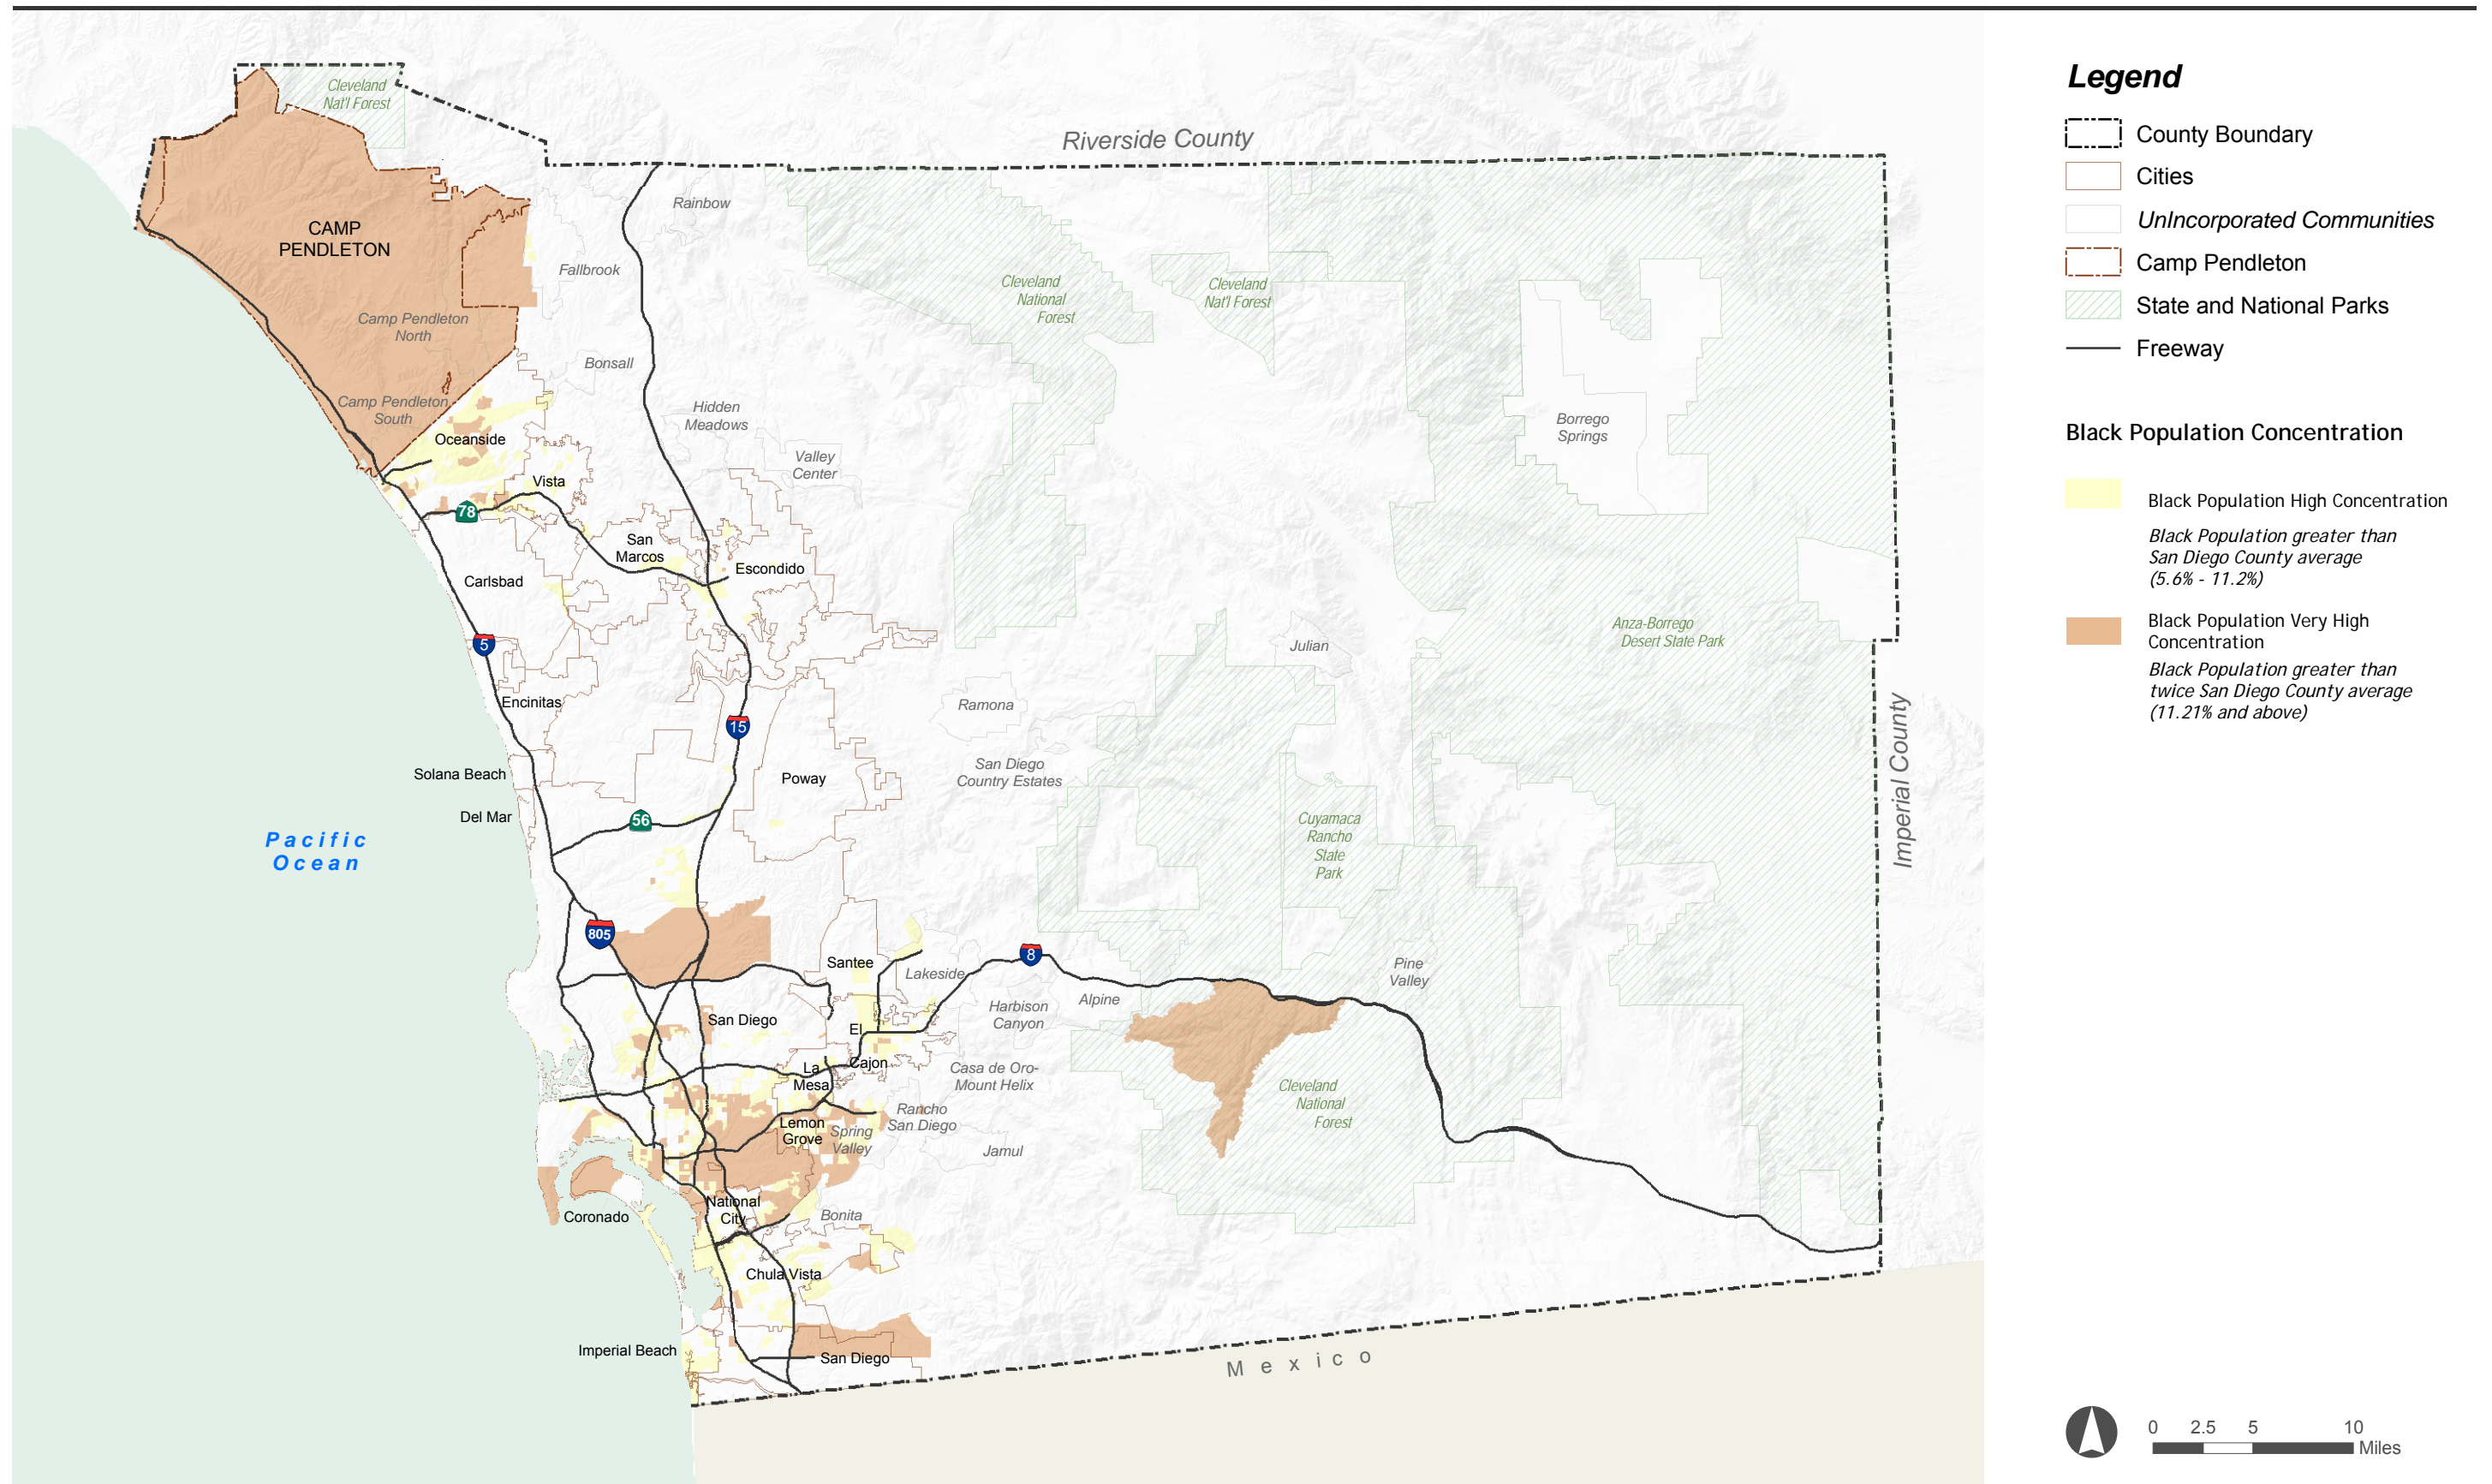 Cleveland
Nat'l Forest
Riverside County
Rainbow
CAMP
PENDLETON
Fallbrook
Cleveland
National
Forest
Cleveland
Nat'l Forest
Camp Pendleton
North
Bonsall
Camp Pendleton
South
Hidden
Meadows
Borrego
Springs
Oceanside
Valley
Center
Vista
78
San
Marcos
Escondido
Carlsbad
5
Julian
Anza-Borrego
Desert State Park
Encinitas
Ramona
15
Imperial County
Solana Beach
Poway
San Diego
Country Estates
Del Mar
56
Pacific
Ocean
Cuyamaca
Rancho
State
Park
805
Santee
Lakeside
8
Pine
Valley
Alpine
Harbison
Canyon
San Diego
El
Cajon
La
Mesa
Casa de Oro-
Mount Helix
Cleveland
National
Forest
Rancho
San Diego
Lemon
Grove
Spring
Valley
Jamul
National
City
Coronado
Bonita
Chula Vista
Imperial Beach
San Diego
Mexico
Legend
County Boundary
Cities
UnIncorporated Communities
Camp Pendleton
State and National Parks
Freeway
Black Population Concentration
Black Population High Concentration
Black Population greater than
San Diego County average
(5.6% - 11.2%)
Black Population Very High
Concentration
Black Population greater than
twice San Diego County average
(11.21% and above)
0 2.5 5 10
Miles